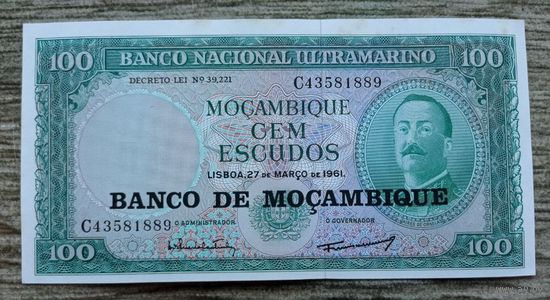 100 BANCO NACIONAL ULTRAMARINO 100
DECRETO LEI Nº 39,221 C43581889
MOÇAMBIQUE
CEM
ESCUDOS
LISBOA, 27 DE MARÇO DE 1961.
BANCO DE MOÇAMBIQUE
C43581889 O ADMINISTRADOR O GOVERNADOR
100 100